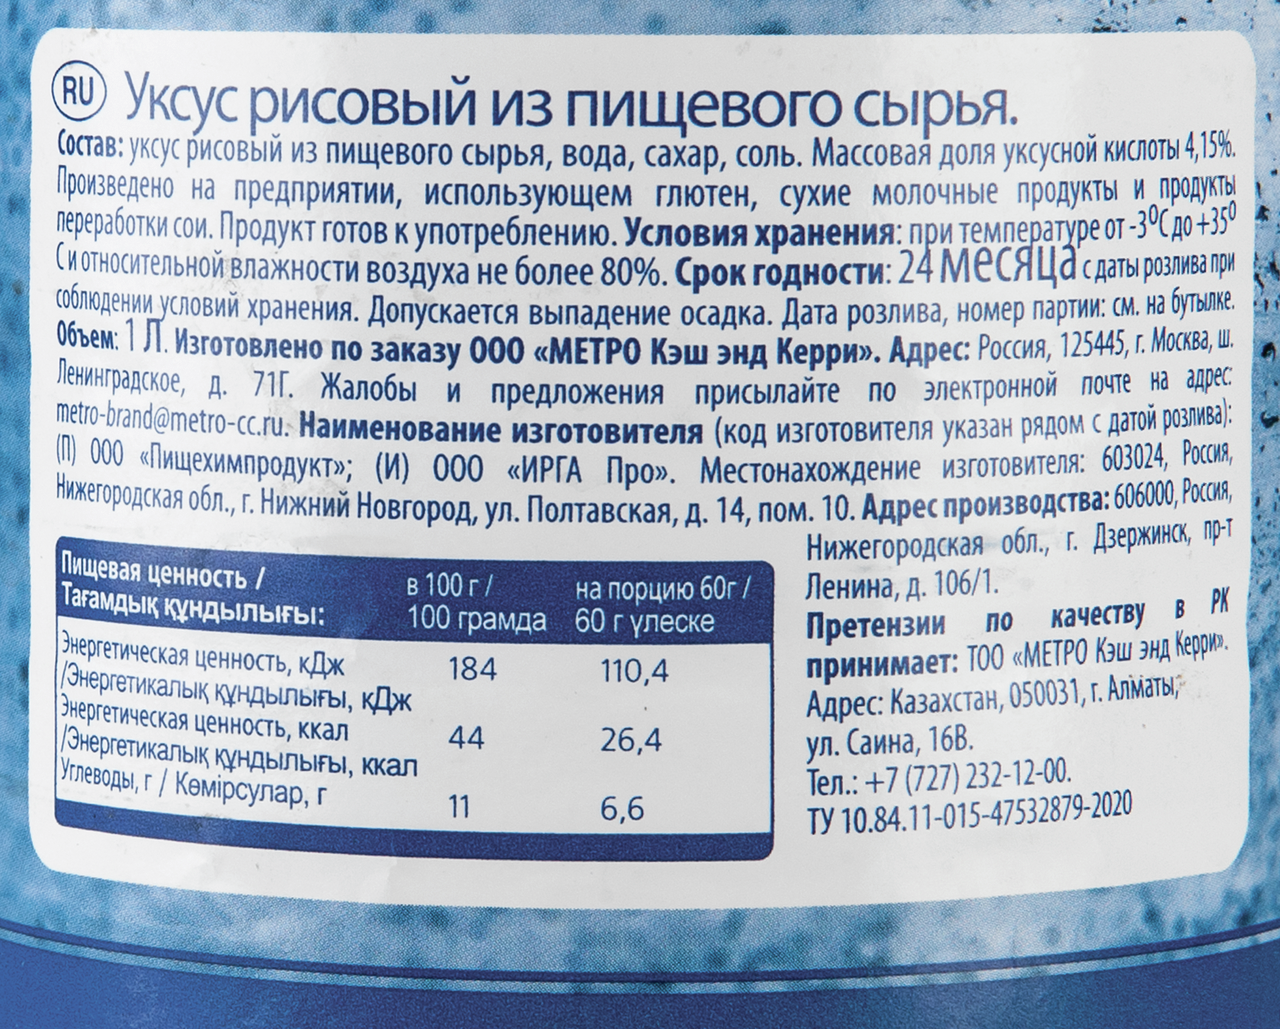 RU Уксус рисовый из пищевого сырья.
Состав: уксус рисовый из пищевого сырья, вода, сахар, соль. Массовая доля уксусной кислоты 4,15%.
Произведено на предприятии, использующем глютен, сухие молочные продукты и продукты
переработки сои. Продукт готов к употреблению. Условия хранения: при температуре от -3⁰С до +35⁰
С и относительной влажности воздуха не более 80%. Срок годности: 24 месяца с даты розлива при
соблюдении условий хранения. Допускается выпадение осадка. Дата розлива, номер партии: см. на бутылке.
Объем: 1 Л. Изготовлено по заказу ООО «МЕТРО Кэш энд Керри». Адрес: Россия, 125445, г. Москва, ш.
Ленинградское, д. 71Г. Жалобы и предложения присылайте по электронной почте на адрес:
metro-brand@metro-cc.ru. Наименование изготовителя (код изготовителя указан рядом с датой розлива):
(П) ООО «Пищехимпродукт»; (И) ООО «ИРГА Про». Местонахождение изготовителя: 603024, Россия,
Нижегородская обл., г. Нижний Новгород, ул. Полтавская, д. 14, пом. 10. Адрес производства: 606000, Россия,
Нижегородская обл., г. Дзержинск, пр-т
Ленина, д. 106/1.
Претензии по качеству в РК
принимает: ТОО «МЕТРО Кэш энд Керри».
Адрес: Казахстан, 050031, г. Алматы,
ул. Саина, 16В.
Тел.: +7 (727) 232-12-00.
ТУ 10.84.11-015-47532879-2020
Пищевая ценность / в 100 г / на порцию 60г /
Тағамдық құндылығы: 100 грамда 60 г үлеске
Энергетическая ценность, кДж 184 110,4
/Энергетикалық құндылығы, кДж
Энергетическая ценность, ккал 44 26,4
/Энергетикалық құндылығы, ккал
Углеводы, г / Көмірсулар, г 11 6,6